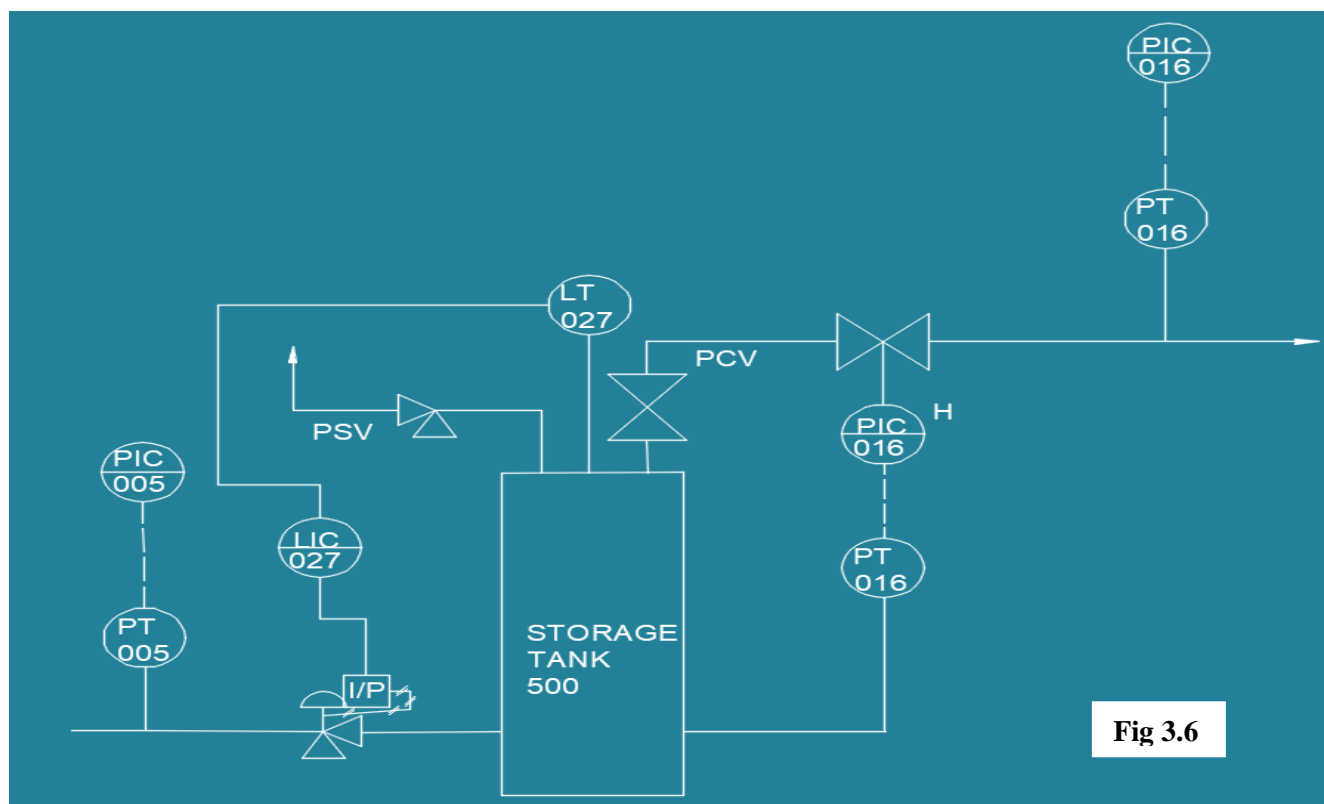 PIC
016
PT
016
LT
027
PCV
PSV
H
PIC
016
PIC
005
LIC
027
PT
016
PT
005
STORAGE
TANK
500
I/P
Fig 3.6